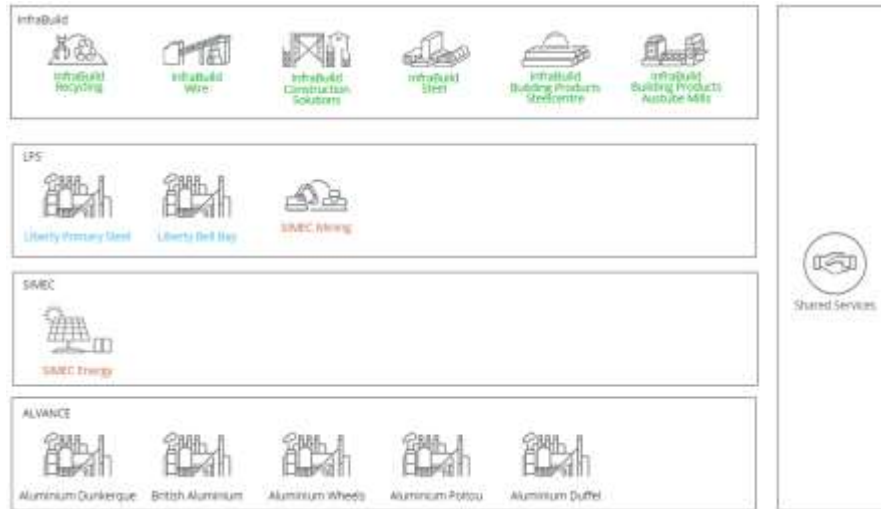 InfraBuild
InfraBuild
Recycling
InfraBuild
Wire
InfraBuild
Construction
Solutions
InfraBuild
Steel
InfraBuild
Building Products
Steelcentre
InfraBuild
Building Products
Austube Mills
LPS
Liberty Primary Steel
Liberty Bell Bay
SIMEC Mining
Shared Services
SIMEC
SIMEC Energy
ALVANCE
Aluminium Dunkerque
British Aluminium
Aluminium Wheels
Aluminium Poitou
Aluminium Duffel